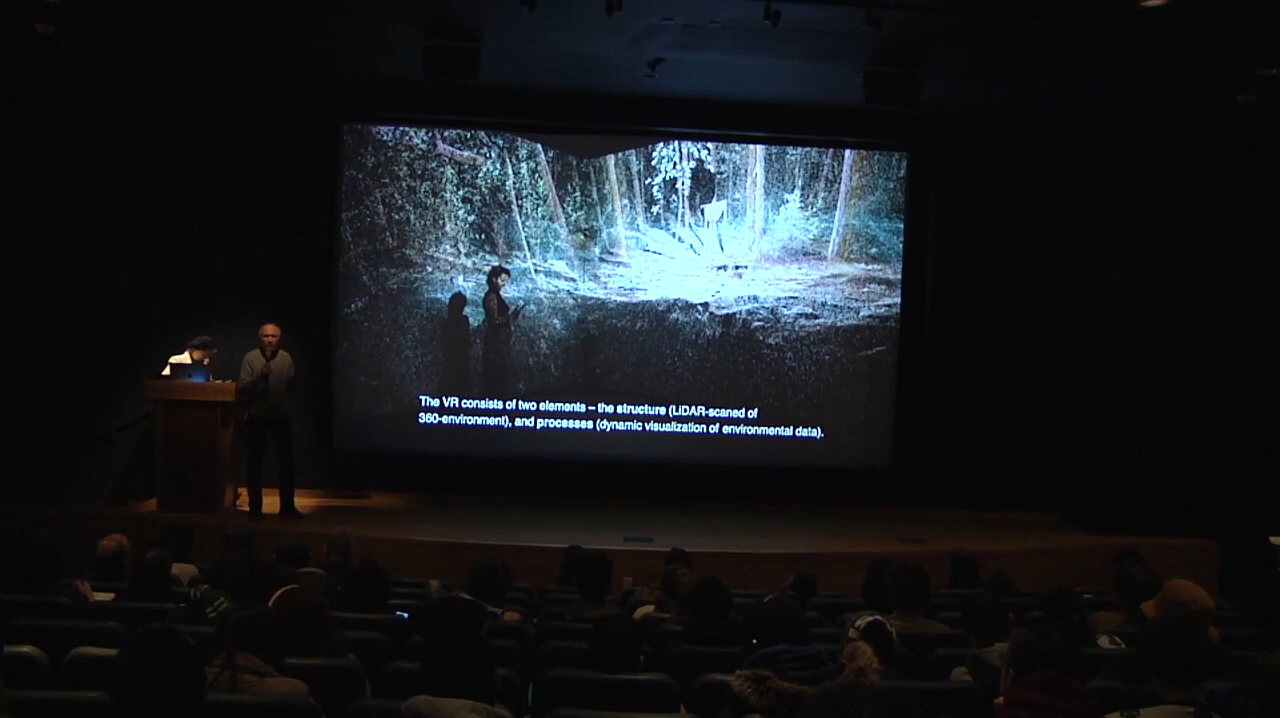 The VR consists of two elements – the structure (LiDAR-scaned of
360-environment), and processes (dynamic visualization of environmental data).